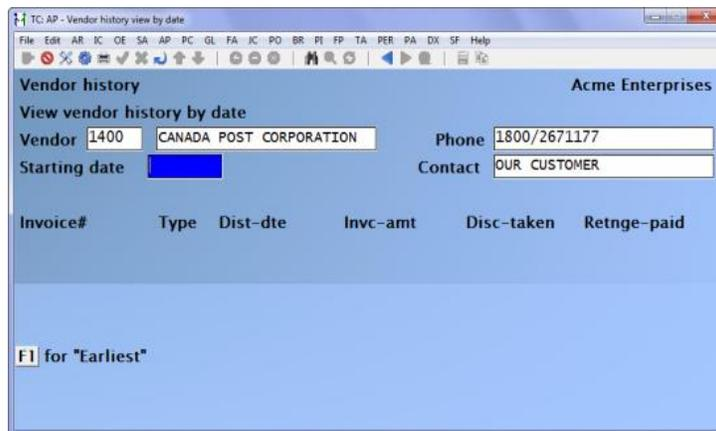 TC: AP - Vendor history view by date
File Edit AR IC OE SA AP PC GL FA JC PO BR PI FP TA PER PA DX SF Help
Vendor history Acme Enterprises
View vendor history by date
Vendor 1400 CANADA POST CORPORATION Phone 1800/2671177
Starting date Contact OUR CUSTOMER
Invoice# Type Dist-dte Invc-amt Disc-taken Retnge-paid
F1 for "Earliest"